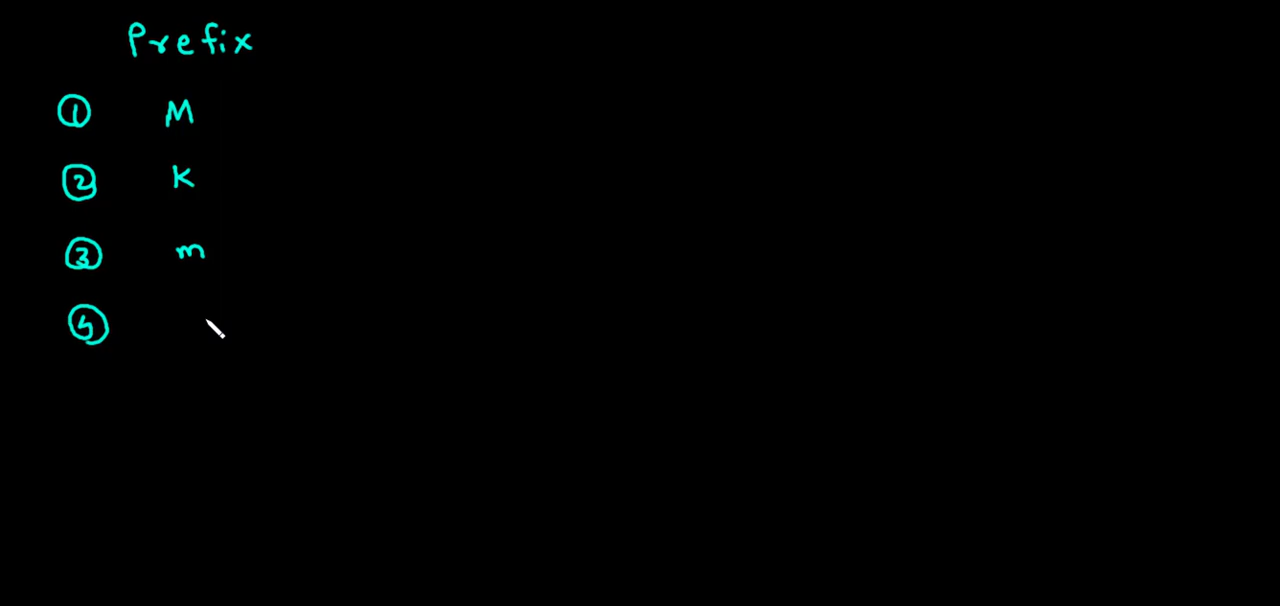 Prefix
① M
② K
③ m
④